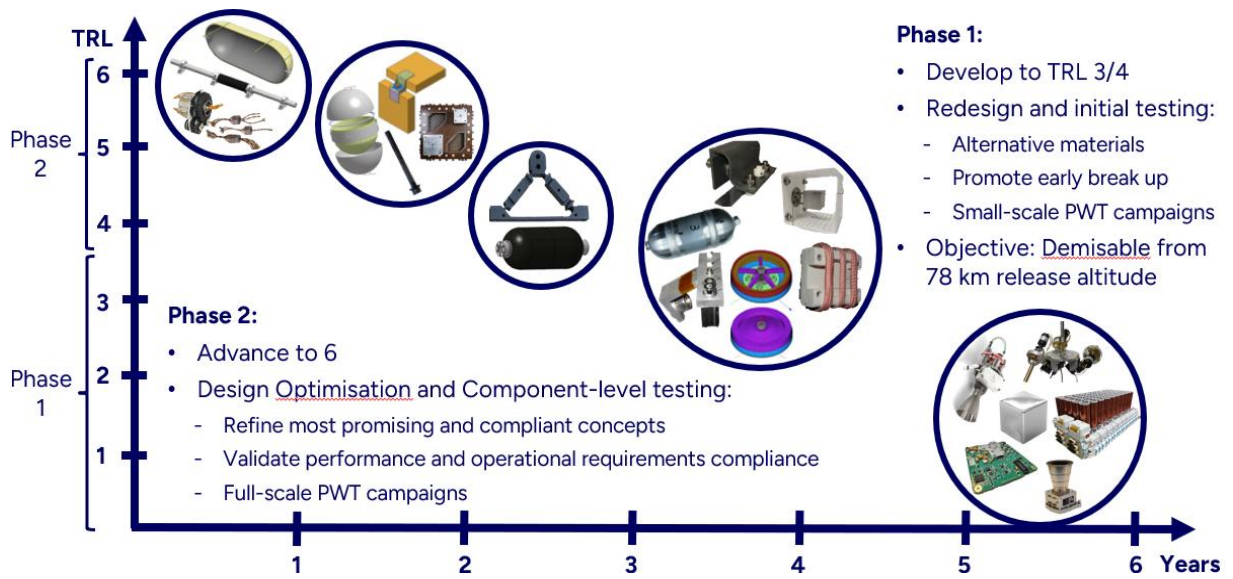 TRL
6
5
4
3
2
1
Phase
2
Phase
1
Phase 1:
• Develop to TRL 3/4
• Redesign and initial testing:
- Alternative materials
- Promote early break up
- Small-scale PWT campaigns
• Objective: Demisable from
78 km release altitude
Phase 2:
• Advance to 6
• Design Optimisation and Component-level testing:
- Refine most promising and compliant concepts
- Validate performance and operational requirements compliance
- Full-scale PWT campaigns
1 2 3 4 5 6 Years